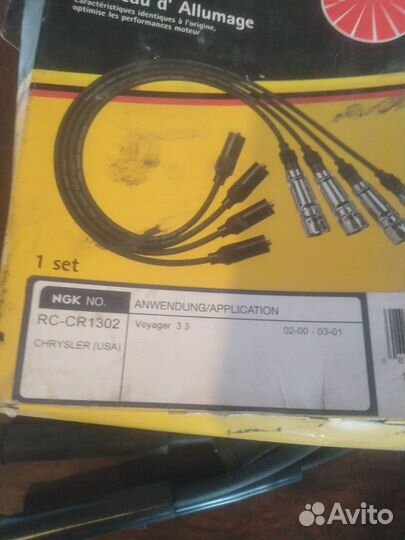 d' Allumage
Caractéristiques identiques à l'origine,
optimise les performances moteur
1 set
NGK NO.
ANWENDUNG/APPLICATION
RC-CR1302
Voyager 3.3
02-00 - 03-01
CHRYSLER (USA)
Avito